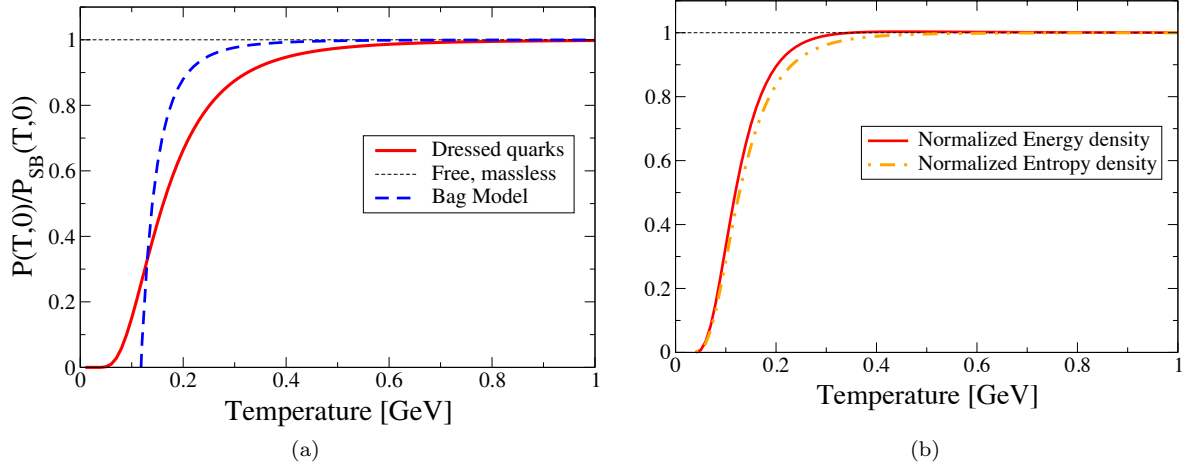 P(T,0)/P_SB(T,0)
1
0.8
0.6
0.4
0.2
0
0 0.2 0.4 0.6 0.8 1
Temperature [GeV]
Dressed quarks
Free, massless
Bag Model
(a)
1
0.8
0.6
0.4
0.2
0
0 0.2 0.4 0.6 0.8 1
Temperature [GeV]
Normalized Energy density
Normalized Entropy density
(b)